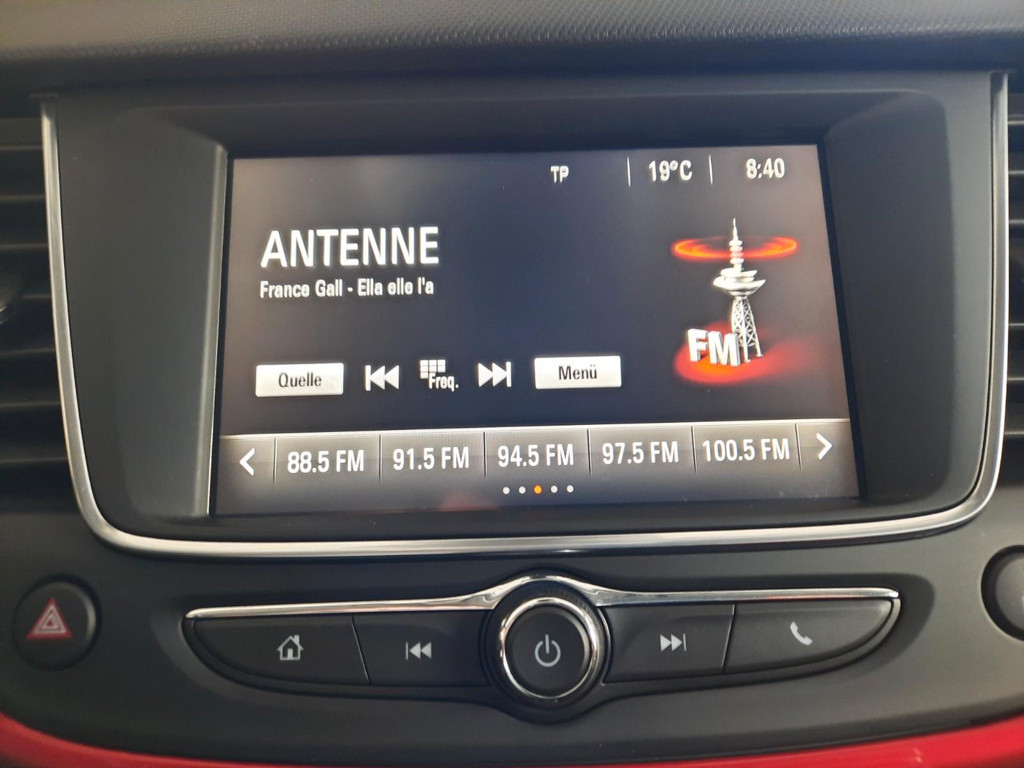 TP 19°C 8:40
ANTENNE
France Gall - Ella elle l'a
FM
Quelle Freq. Menü
88.5 FM 91.5 FM 94.5 FM 97.5 FM 100.5 FM